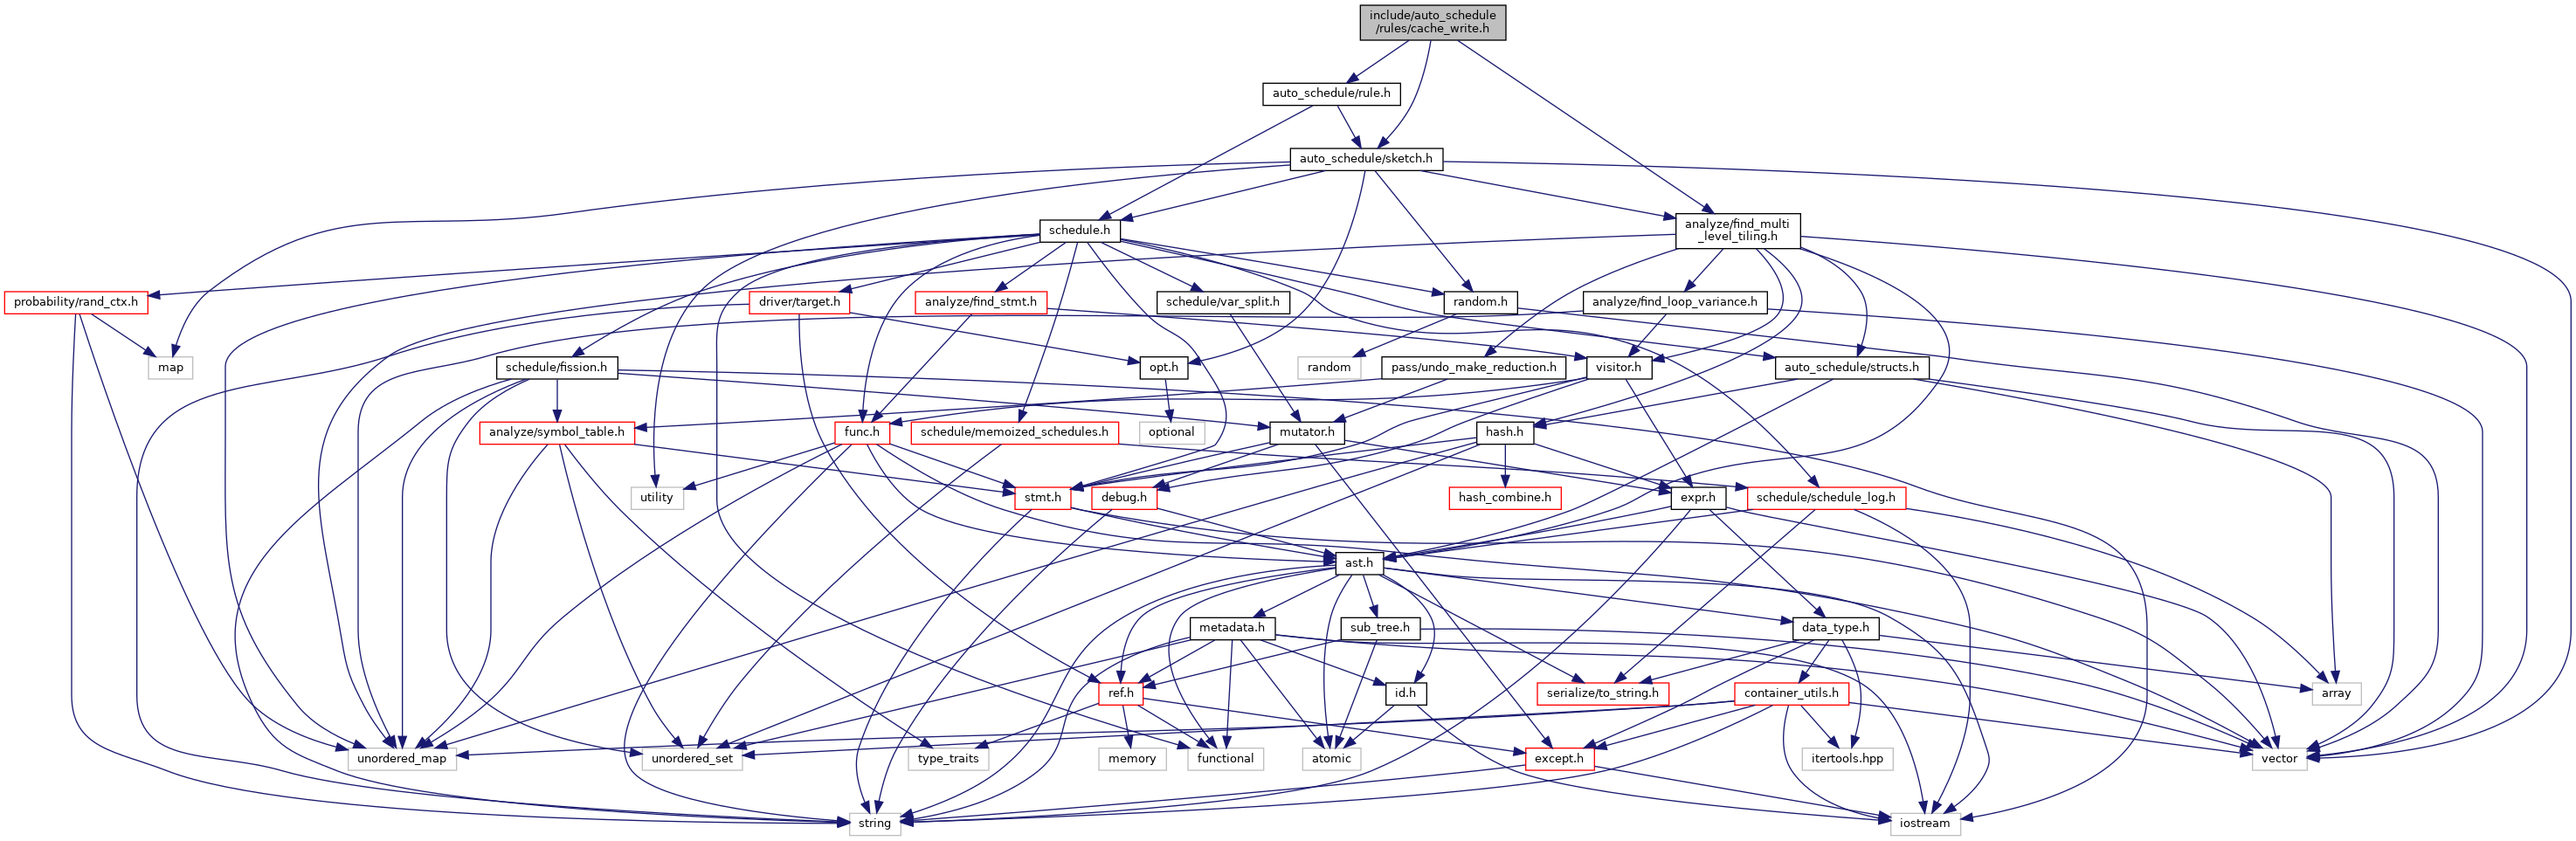 include/auto_schedule
/rules/cache_write.h
auto_schedule/rule.h
auto_schedule/sketch.h
schedule.h
analyze/find_multi
_level_tiling.h
probability/rand_ctx.h
driver/target.h
analyze/find_stmt.h
schedule/var_split.h
random.h
analyze/find_loop_variance.h
map
schedule/fission.h
opt.h
random
pass/undo_make_reduction.h
visitor.h
auto_schedule/structs.h
analyze/symbol_table.h
func.h
schedule/memoized_schedules.h
optional
mutator.h
hash.h
utility
stmt.h
debug.h
hash_combine.h
expr.h
schedule/schedule_log.h
ast.h
metadata.h
sub_tree.h
data_type.h
ref.h
id.h
serialize/to_string.h
container_utils.h
array
unordered_map
unordered_set
type_traits
memory
functional
atomic
except.h
itertools.hpp
vector
string
iostream